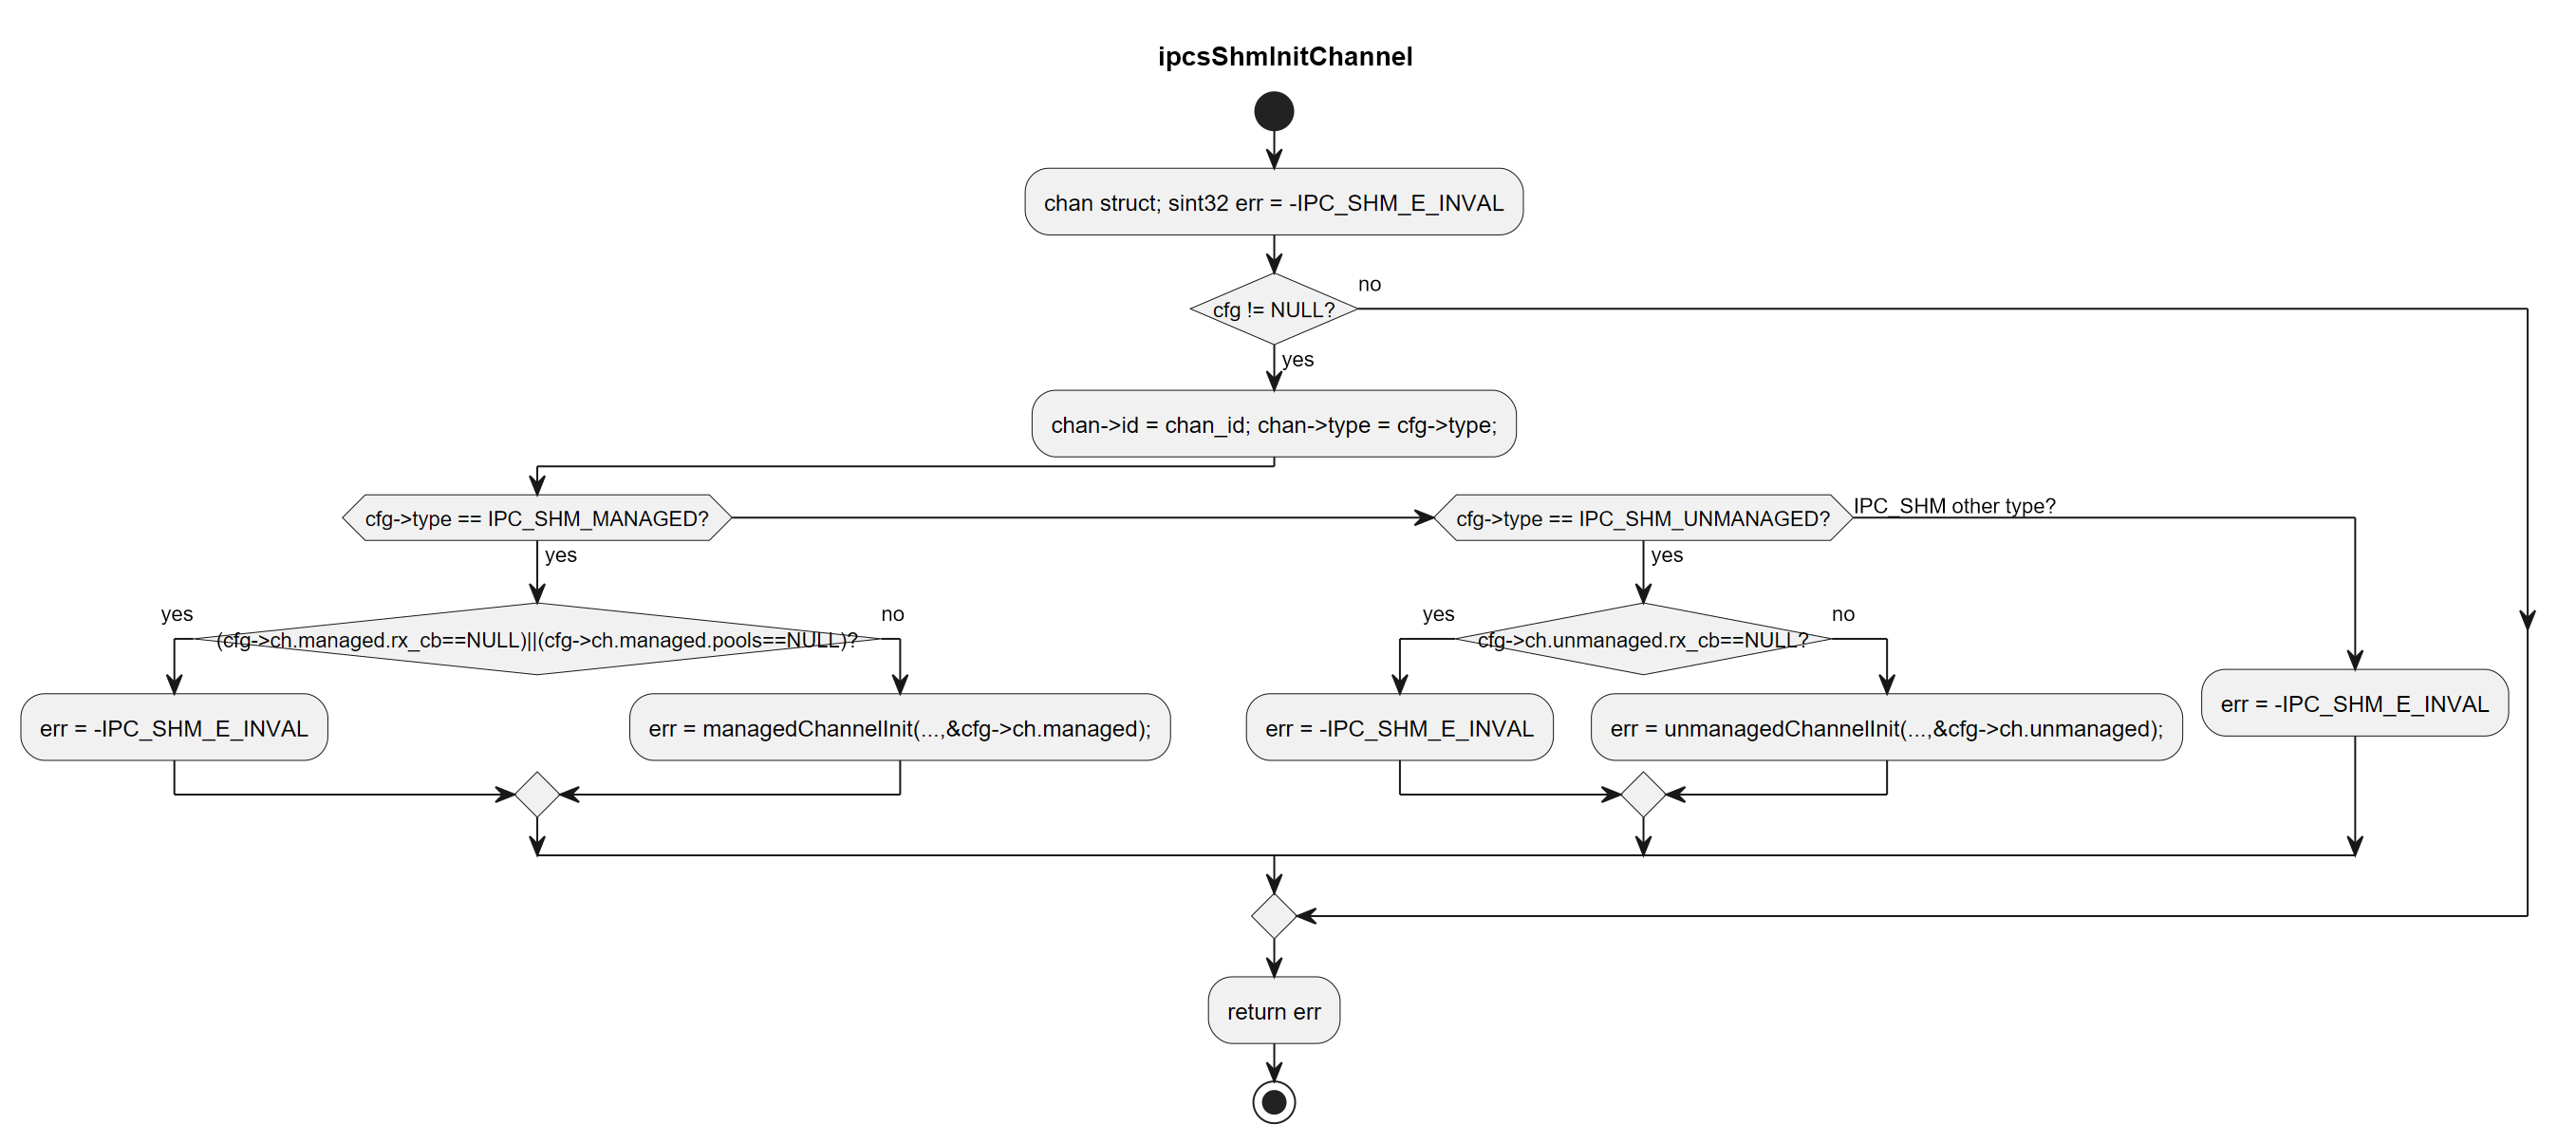 ipcsShmInitChannel
chan struct; sint32 err = -IPC_SHM_E_INVAL
cfg != NULL?
no
yes
chan->id = chan_id; chan->type = cfg->type;
cfg->type == IPC_SHM_MANAGED?
cfg->type == IPC_SHM_UNMANAGED?
IPC_SHM other type?
yes
yes
yes
(cfg->ch.managed.rx_cb==NULL)||(cfg->ch.managed.pools==NULL)?
no
yes
cfg->ch.unmanaged.rx_cb==NULL?
no
err = -IPC_SHM_E_INVAL
err = managedChannelInit(...,&cfg->ch.managed);
err = -IPC_SHM_E_INVAL
err = unmanagedChannelInit(...,&cfg->ch.unmanaged);
err = -IPC_SHM_E_INVAL
return err